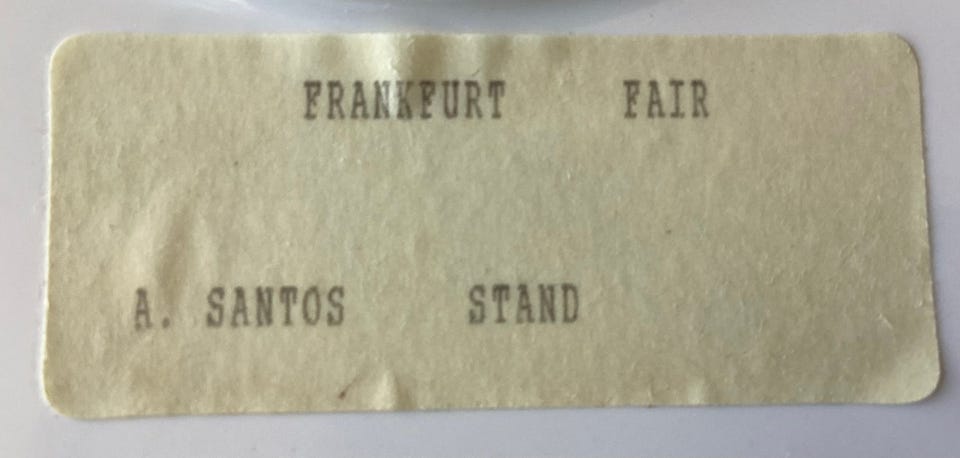 FRANKFURT FAIR
A. SANTOS STAND